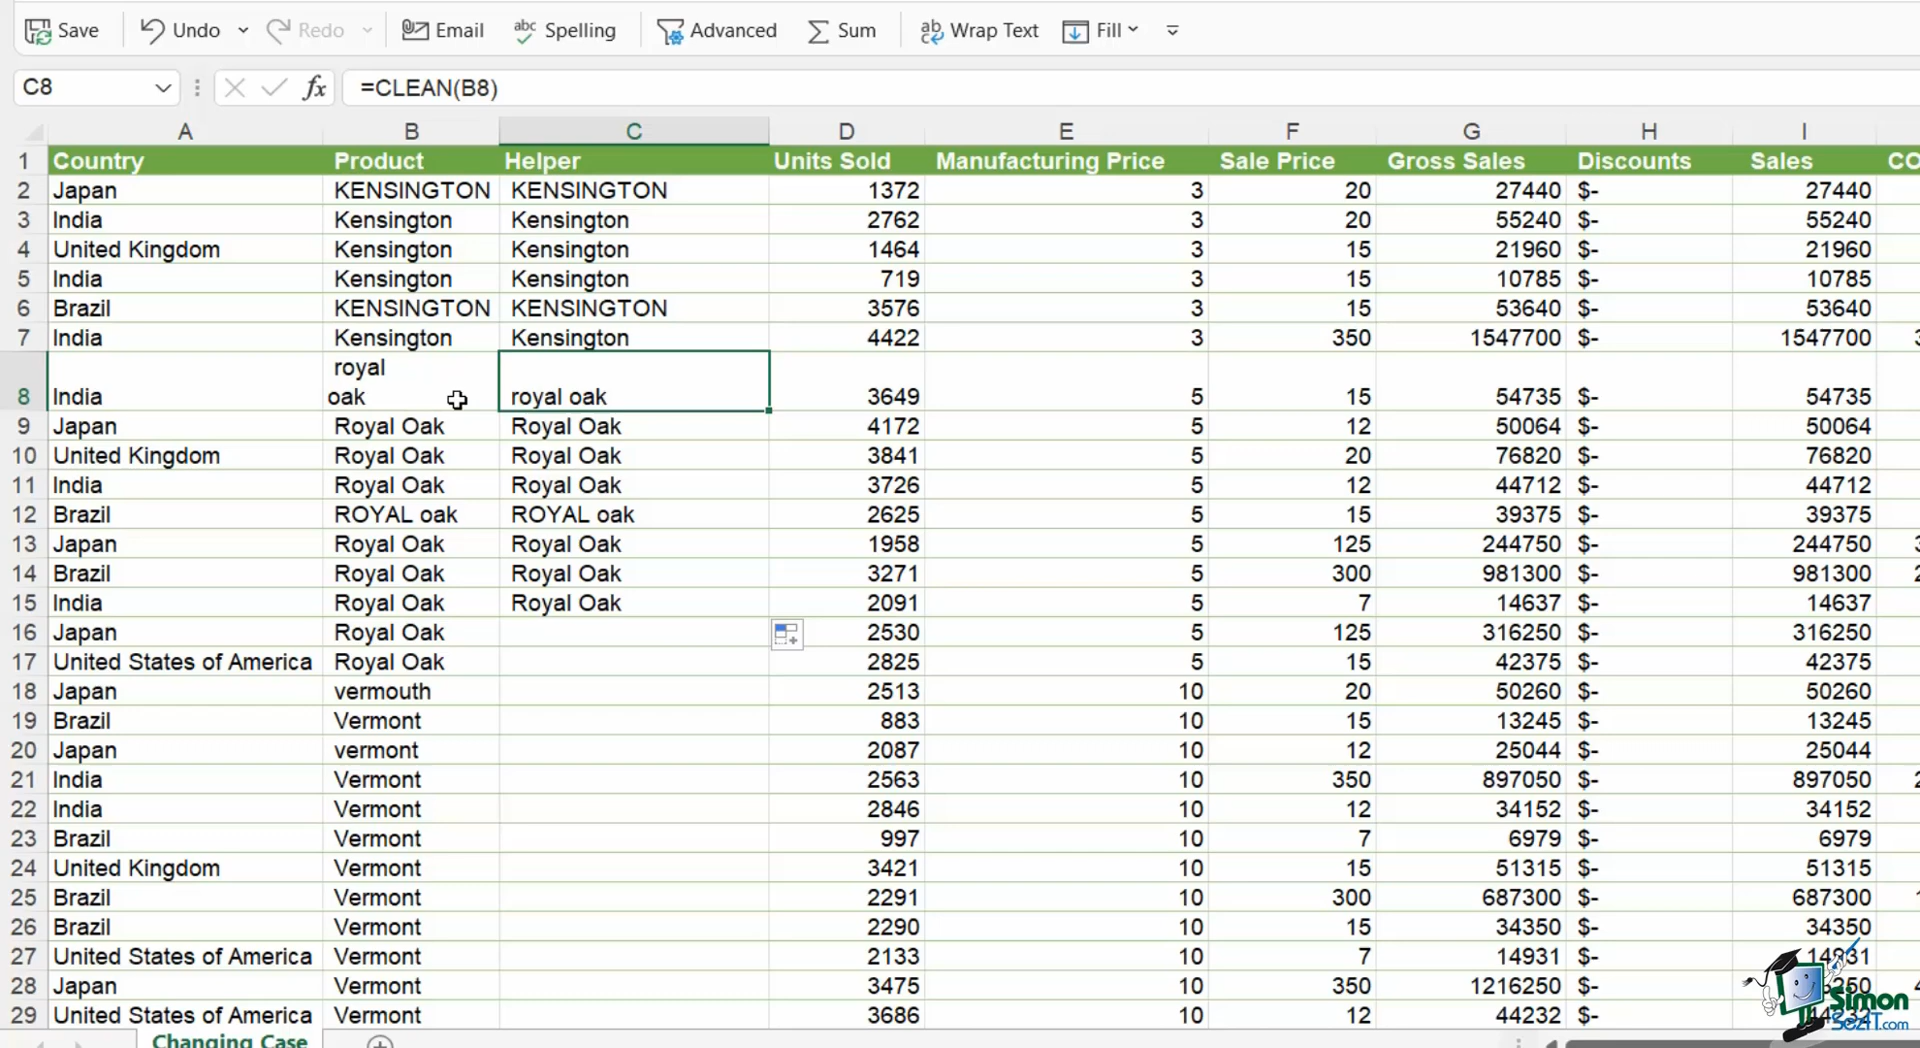 Save Undo Redo Email abc Spelling Advanced Sum Wrap Text Fill
C8 fx =CLEAN(B8)
A B C D E F G H I
1 Country Product Helper Units Sold Manufacturing Price Sale Price Gross Sales Discounts Sales CO
2 Japan KENSINGTON KENSINGTON 1372 3 20 27440 $- 27440
3 India Kensington Kensington 2762 3 20 55240 $- 55240
4 United Kingdom Kensington Kensington 1464 3 15 21960 $- 21960
5 India Kensington Kensington 719 3 15 10785 $- 10785
6 Brazil KENSINGTON KENSINGTON 3576 3 15 53640 $- 53640
7 India Kensington Kensington 4422 3 350 1547700 $- 1547700
royal
8 India oak royal oak 3649 5 15 54735 $- 54735
9 Japan Royal Oak Royal Oak 4172 5 12 50064 $- 50064
10 United Kingdom Royal Oak Royal Oak 3841 5 20 76820 $- 76820
11 India Royal Oak Royal Oak 3726 5 12 44712 $- 44712
12 Brazil ROYAL oak ROYAL oak 2625 5 15 39375 $- 39375
13 Japan Royal Oak Royal Oak 1958 5 125 244750 $- 244750
14 Brazil Royal Oak Royal Oak 3271 5 300 981300 $- 981300
15 India Royal Oak Royal Oak 2091 5 7 14637 $- 14637
16 Japan Royal Oak 2530 5 125 316250 $- 316250
17 United States of America Royal Oak 2825 5 15 42375 $- 42375
18 Japan vermouth 2513 10 20 50260 $- 50260
19 Brazil Vermont 883 10 15 13245 $- 13245
20 Japan vermont 2087 10 12 25044 $- 25044
21 India Vermont 2563 10 350 897050 $- 897050
22 India Vermont 2846 10 12 34152 $- 34152
23 Brazil Vermont 997 10 7 6979 $- 6979
24 United Kingdom Vermont 3421 10 15 51315 $- 51315
25 Brazil Vermont 2291 10 300 687300 $- 687300
26 Brazil Vermont 2290 10 15 34350 $- 34350
27 United States of America Vermont 2133 10 7 14931 $- 14931
28 Japan Vermont 3475 10 350 1216250 $-
29 United States of America Vermont 3686 10 12 44232 $-
Simon
SezIT.com
Changing Case